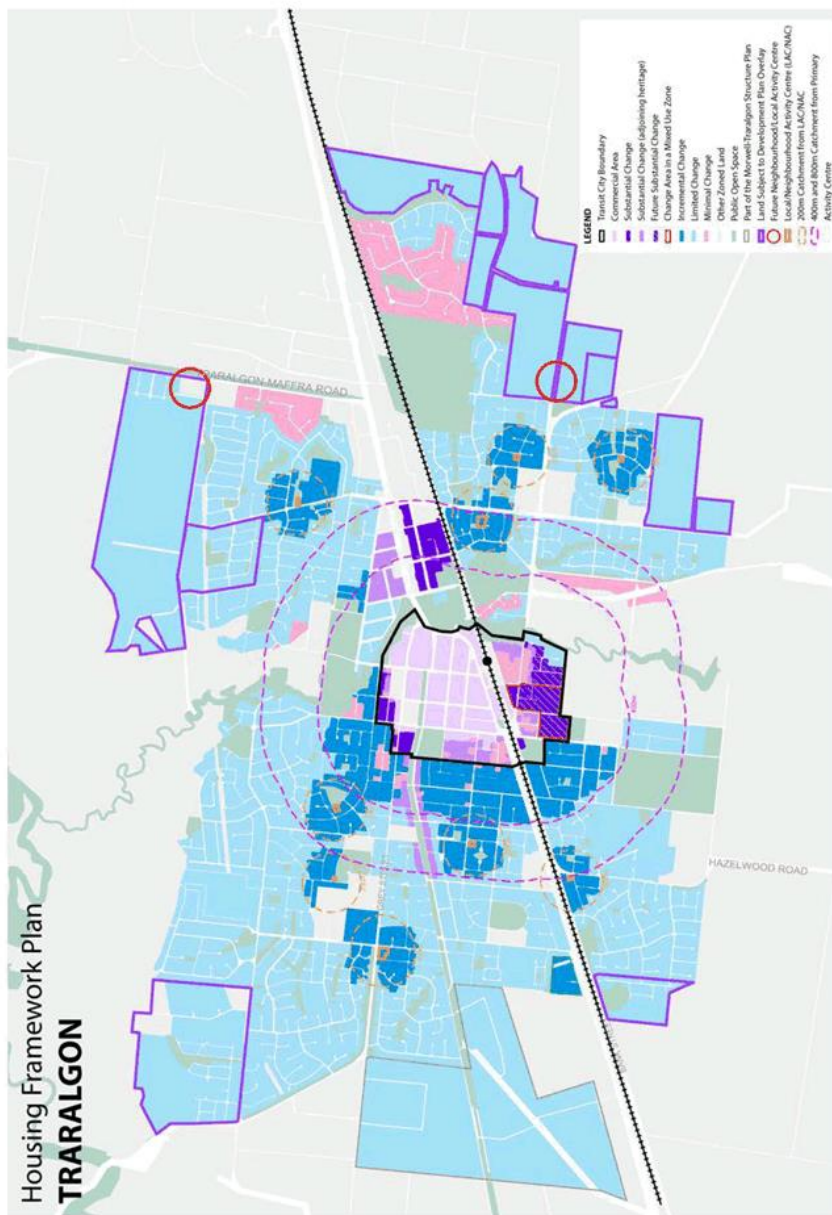 Housing Framework Plan
TRARALGON
TRARALGON MAFFRA ROAD
HAZELWOOD ROAD
LEGEND
Transit City Boundary
Commercial Area
Substantial Change
Substantial Change (adjoining heritage)
Future Substantial Change
Change Area in a Mixed Use Zone
Incremental Change
Limited Change
Minimal Change
Other Zoned Land
Public Open Space
Part of the Morwell-Traralgon Structure Plan
Land Subject to Development Plan Overlay
Future Neighbourhood/Local Activity Centre
Local/Neighbourhood Activity Centre (LAC/NAC)
200m Catchment from LAC/NAC
400m and 800m Catchment from Primary
Activity Centre